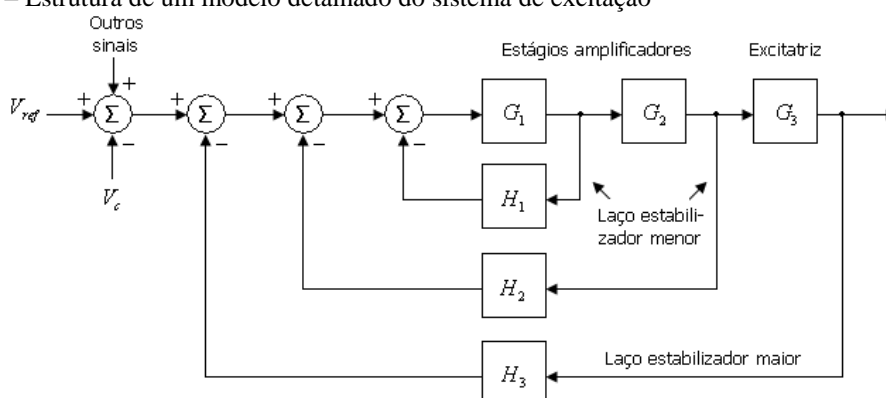 – Estrutura de um modelo detalhado do sistema de excitação
Outros
sinais
Estágios amplificadores
Excitatriz
+
+
+
+
+
V_ref
Σ
Σ
Σ
Σ
G_1
G_2
G_3
−
−
−
−
V_c
H_1
Laço estabili-
zador menor
H_2
Laço estabilizador maior
H_3